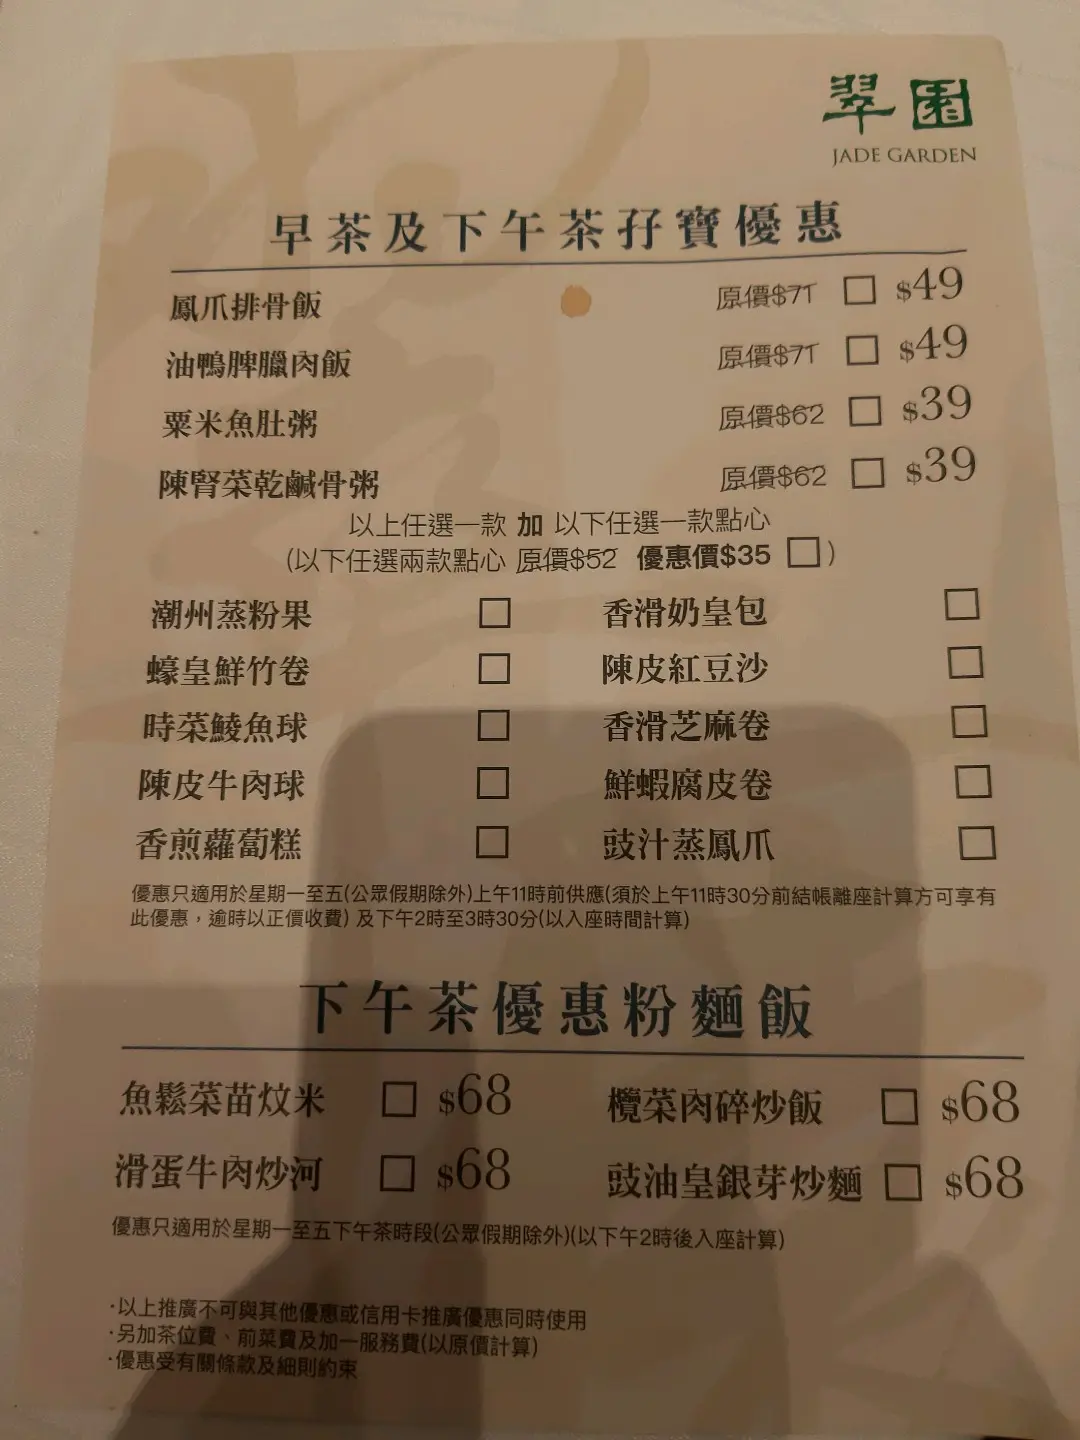 翠園
JADE GARDEN
早茶及下午茶孖寶優惠
鳳爪排骨飯 原價$71 □ $49
油鴨脾臘肉飯 原價$71 □ $49
粟米魚肚粥 原價$62 □ $39
陳腎菜乾鹹骨粥 原價$62 □ $39
以上任選一款 加 以下任選一款點心
(以下任選兩款點心 原價$52 優惠價$35 □)
潮州蒸粉果 □ 香滑奶皇包 □
蠔皇鮮竹卷 □ 陳皮紅豆沙 □
時菜鯪魚球 □ 香滑芝麻卷 □
陳皮牛肉球 □ 鮮蝦腐皮卷 □
香煎蘿蔔糕 □ 豉汁蒸鳳爪 □
優惠只適用於星期一至五(公眾假期除外)上午11時前供應(須於上午11時30分前結帳離座計算方可享有
此優惠，逾時以正價收費) 及下午2時至3時30分(以入座時間計算)
下午茶優惠粉麵飯
魚鬆菜苗炆米 □ $68 欖菜肉碎炒飯 □ $68
滑蛋牛肉炒河 □ $68 豉油皇銀芽炒麵 □ $68
優惠只適用於星期一至五下午茶時段(公眾假期除外)(以下午2時後入座計算)
·以上推廣不可與其他優惠或信用卡推廣優惠同時使用
·另加茶位費、前菜費及加一服務費(以原價計算)
·優惠受有關條款及細則約束